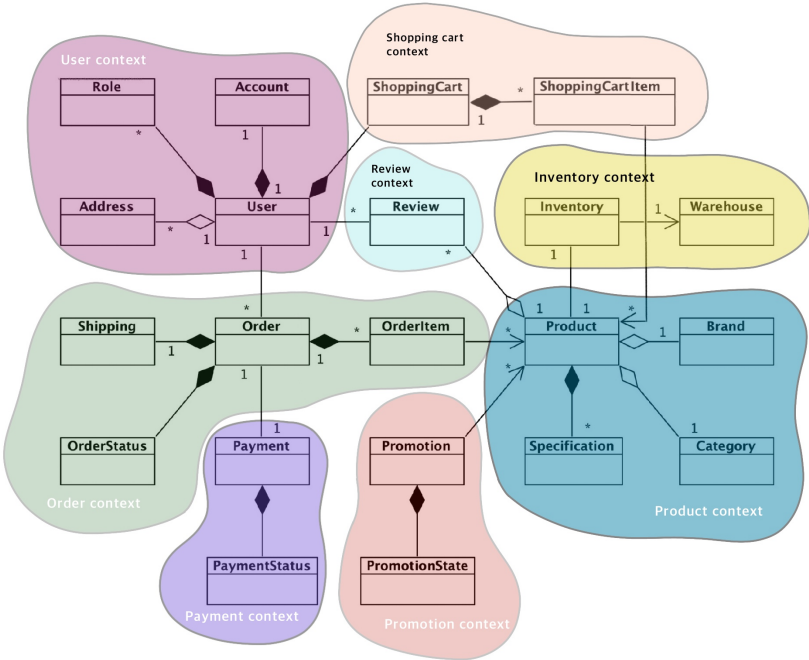 Shopping cart
context
User context
Role
Account
ShoppingCart
ShoppingCartItem
*
1
1
*
1
Review
context
Inventory context
Address
User
Review
Inventory
Warehouse
*
1
1
*
1
1
*
1
*
1
1
1
*
Shipping
Order
OrderItem
Product
Brand
1
1
*
*
1
1
*
1
*
1
OrderStatus
Payment
Promotion
Specification
Category
Order context
Product context
PaymentStatus
PromotionState
Payment context
Promotion context